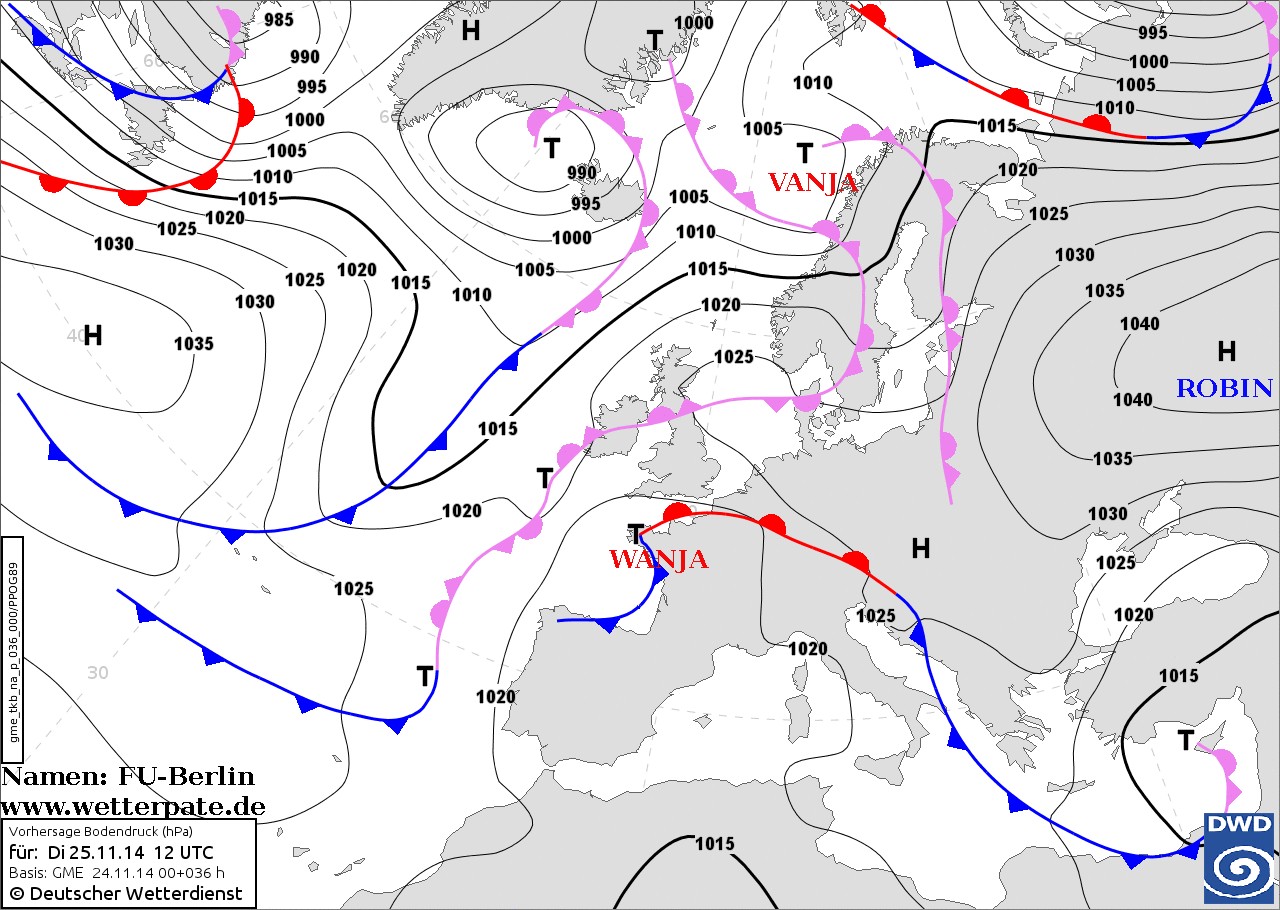 985
H
1000
995
990
T
60
1000
995
1010
1005
1000
1010
1005
1015
1005
T
T
VANJA
1010
990
1020
1015
1005
995
1020
1025
1025
1000
1010
1030
1030
1005
1015
1020
1025
1015
1010
1035
1030
1020
1040
H
1035
1025
H
ROBIN
40
1040
1015
1035
T
1020
1030
T
H
WANJA
1025
1025
1020
1025
1020
30
T
1020
1015
T
gme_tkb_na_p_036_000/PPOG89
Namen: FU-Berlin
www.wetterpate.de
Vorhersage Bodendruck (hPa)
für: Di 25.11.14 12 UTC
Basis: GME 24.11.14 00+036 h
© Deutscher Wetterdienst
1015
DWD